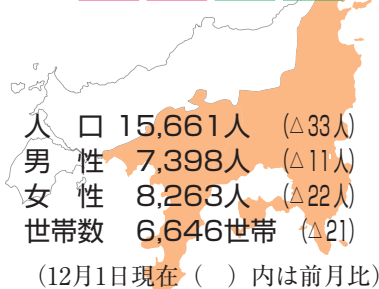 人　口 15,661人 (△33人)
男　性 7,398人 (△11人)
女　性 8,263人 (△22人)
世帯数 6,646世帯 (△21)
(12月1日現在（　）内は前月比)